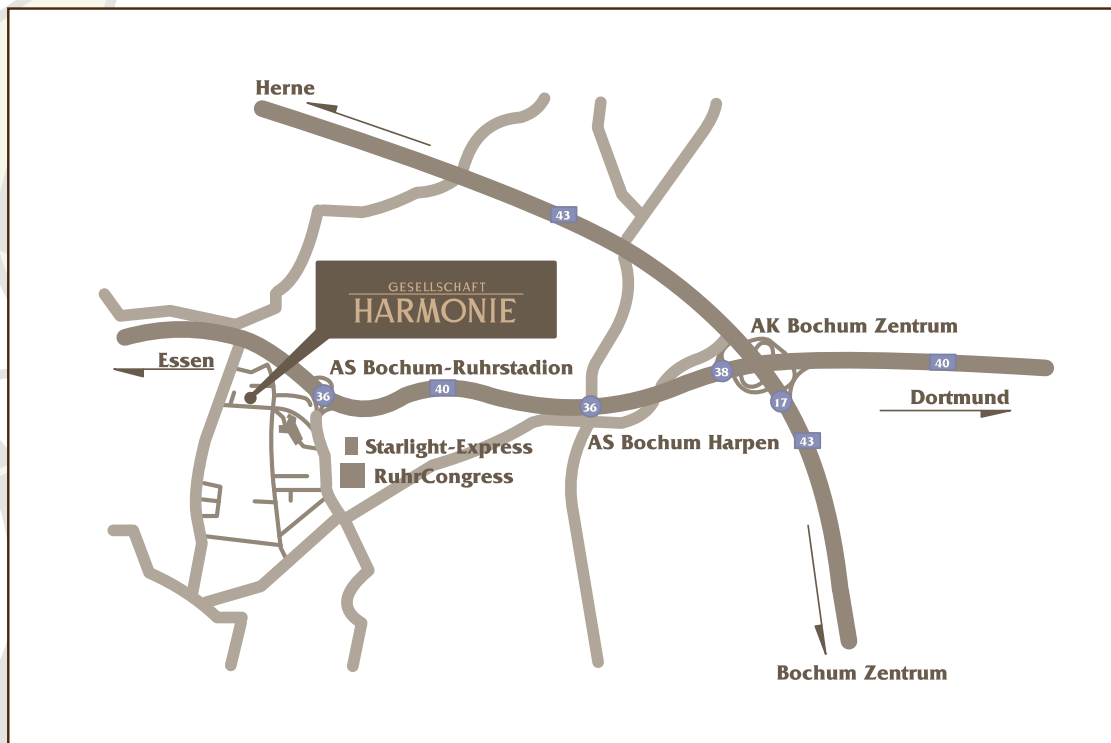 Herne
43
GESELLSCHAFT
HARMONIE
AK Bochum Zentrum
Essen
AS Bochum-Ruhrstadion
38
40
36
40
36
17
Dortmund
AS Bochum Harpen
43
Starlight-Express
RuhrCongress
Bochum Zentrum